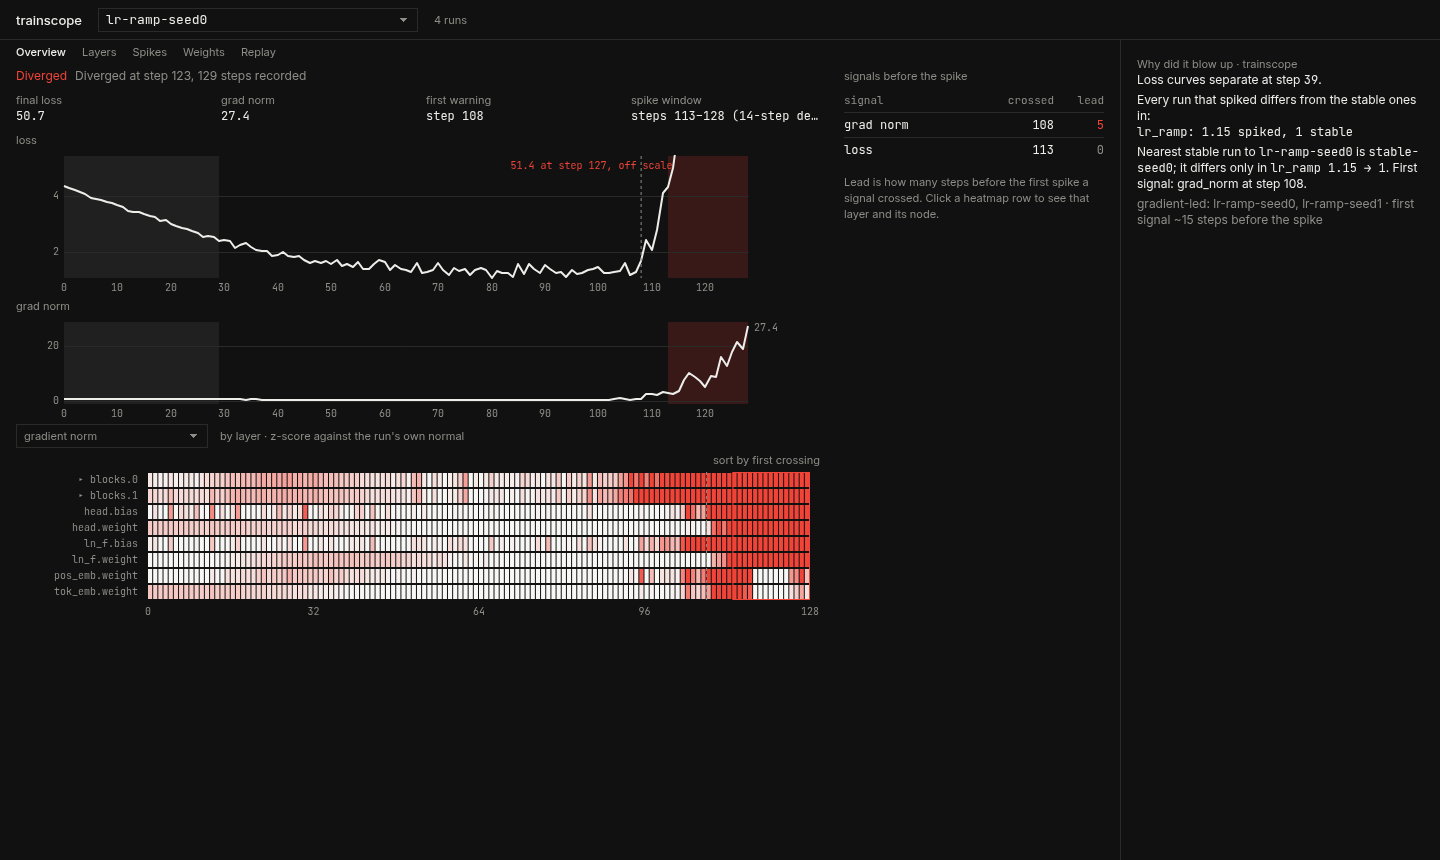 trainscope
lr-ramp-seed0
4 runs
Overview Layers Spikes Weights Replay
Diverged Diverged at step 123, 129 steps recorded
final loss grad norm first warning spike window
50.7 27.4 step 108 steps 113–128 (14-step de…
loss
51.4 at step 127, off scale
4
2
0 10 20 30 40 50 60 70 80 90 100 110 120
grad norm
27.4
20
0
0 10 20 30 40 50 60 70 80 90 100 110 120
gradient norm by layer · z-score against the run's own normal
sort by first crossing
▸ blocks.0
▸ blocks.1
head.bias
head.weight
ln_f.bias
ln_f.weight
pos_emb.weight
tok_emb.weight
0 32 64 96 128
signals before the spike
signal crossed lead
grad norm 108 5
loss 113 0
Lead is how many steps before the first spike a
signal crossed. Click a heatmap row to see that
layer and its node.
Why did it blow up · trainscope
Loss curves separate at step 39.
Every run that spiked differs from the stable ones
in:
lr_ramp: 1.15 spiked, 1 stable
Nearest stable run to lr-ramp-seed0 is stable-
seed0; it differs only in lr_ramp 1.15 → 1. First
signal: grad_norm at step 108.
gradient-led: lr-ramp-seed0, lr-ramp-seed1 · first
signal ~15 steps before the spike